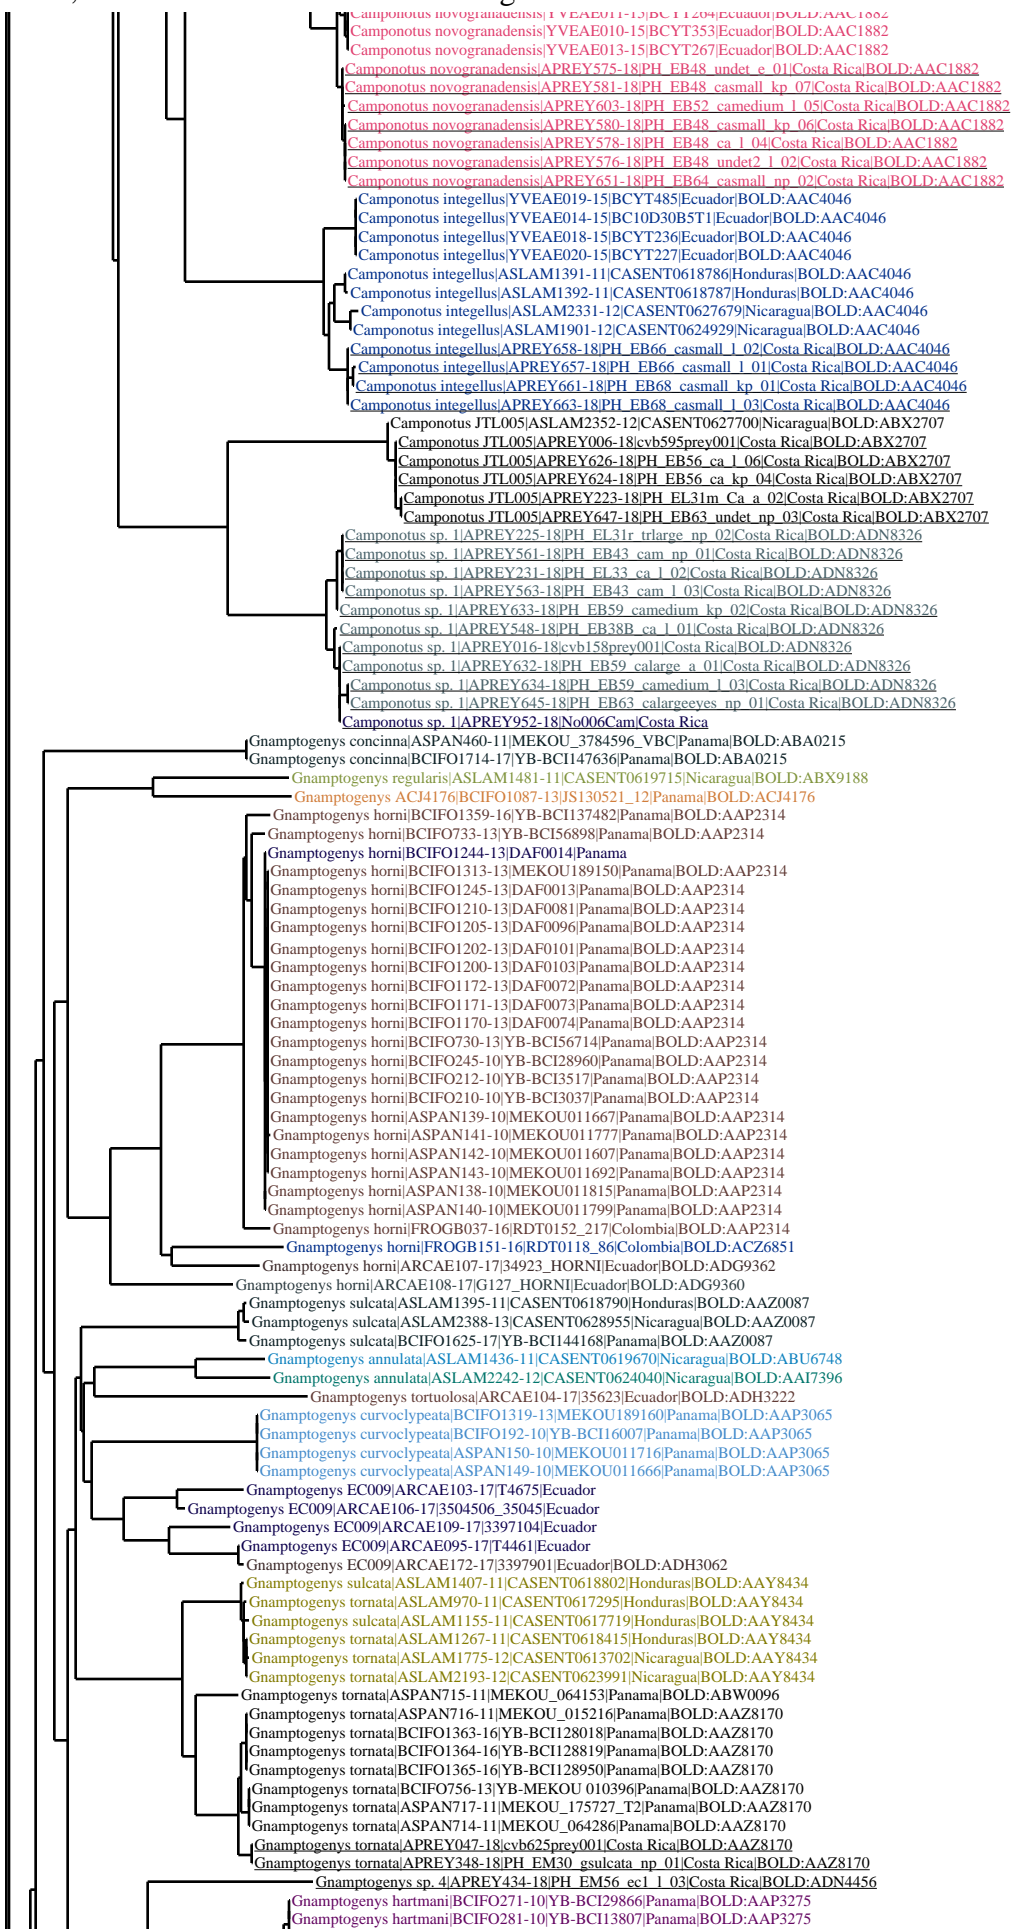 Camponotus novogranadensis|YVEAE011-15|BCYT264|Ecuador|BOLD:AAC1882
Camponotus novogranadensis|YVEAE010-15|BCYT353|Ecuador|BOLD:AAC1882
Camponotus novogranadensis|YVEAE013-15|BCYT267|Ecuador|BOLD:AAC1882
Camponotus novogranadensis|APREY575-18|PH_EB48_undet_e_01|Costa Rica|BOLD:AAC1882
Camponotus novogranadensis|APREY581-18|PH_EB48_casmall_kp_07|Costa Rica|BOLD:AAC1882
Camponotus novogranadensis|APREY603-18|PH_EB52_camedium_l_05|Costa Rica|BOLD:AAC1882
Camponotus novogranadensis|APREY580-18|PH_EB48_casmall_kp_06|Costa Rica|BOLD:AAC1882
Camponotus novogranadensis|APREY578-18|PH_EB48_ca_l_04|Costa Rica|BOLD:AAC1882
Camponotus novogranadensis|APREY576-18|PH_EB48_undet2_l_02|Costa Rica|BOLD:AAC1882
Camponotus novogranadensis|APREY651-18|PH_EB64_casmall_np_02|Costa Rica|BOLD:AAC1882
Camponotus integellus|YVEAE019-15|BCYT485|Ecuador|BOLD:AAC4046
Camponotus integellus|YVEAE014-15|BC10D30B5T1|Ecuador|BOLD:AAC4046
Camponotus integellus|YVEAE018-15|BCYT236|Ecuador|BOLD:AAC4046
Camponotus integellus|YVEAE020-15|BCYT227|Ecuador|BOLD:AAC4046
Camponotus integellus|ASLAM1391-11|CASENT0618786|Honduras|BOLD:AAC4046
Camponotus integellus|ASLAM1392-11|CASENT0618787|Honduras|BOLD:AAC4046
Camponotus integellus|ASLAM2331-12|CASENT0627679|Nicaragua|BOLD:AAC4046
Camponotus integellus|ASLAM1901-12|CASENT0624929|Nicaragua|BOLD:AAC4046
Camponotus integellus|APREY658-18|PH_EB66_casmall_l_02|Costa Rica|BOLD:AAC4046
Camponotus integellus|APREY657-18|PH_EB66_casmall_l_01|Costa Rica|BOLD:AAC4046
Camponotus integellus|APREY661-18|PH_EB68_casmall_kp_01|Costa Rica|BOLD:AAC4046
Camponotus integellus|APREY663-18|PH_EB68_casmall_l_03|Costa Rica|BOLD:AAC4046
Camponotus JTL005|ASLAM2352-12|CASENT0627700|Nicaragua|BOLD:ABX2707
Camponotus JTL005|APREY006-18|cvb595prey001|Costa Rica|BOLD:ABX2707
Camponotus JTL005|APREY626-18|PH_EB56_ca_l_06|Costa Rica|BOLD:ABX2707
Camponotus JTL005|APREY624-18|PH_EB56_ca_kp_04|Costa Rica|BOLD:ABX2707
Camponotus JTL005|APREY223-18|PH_EL31m_Ca_a_02|Costa Rica|BOLD:ABX2707
Camponotus JTL005|APREY647-18|PH_EB63_undet_np_03|Costa Rica|BOLD:ABX2707
Camponotus sp. 1|APREY225-18|PH_EL31r_trlarge_np_02|Costa Rica|BOLD:ADN8326
Camponotus sp. 1|APREY561-18|PH_EB43_cam_np_01|Costa Rica|BOLD:ADN8326
Camponotus sp. 1|APREY231-18|PH_EL33_ca_l_02|Costa Rica|BOLD:ADN8326
Camponotus sp. 1|APREY563-18|PH_EB43_cam_l_03|Costa Rica|BOLD:ADN8326
Camponotus sp. 1|APREY633-18|PH_EB59_camedium_kp_02|Costa Rica|BOLD:ADN8326
Camponotus sp. 1|APREY548-18|PH_EB38B_ca_l_01|Costa Rica|BOLD:ADN8326
Camponotus sp. 1|APREY016-18|cvb158prey001|Costa Rica|BOLD:ADN8326
Camponotus sp. 1|APREY632-18|PH_EB59_calarge_a_01|Costa Rica|BOLD:ADN8326
Camponotus sp. 1|APREY634-18|PH_EB59_camedium_l_03|Costa Rica|BOLD:ADN8326
Camponotus sp. 1|APREY645-18|PH_EB63_calargeeyes_np_01|Costa Rica|BOLD:ADN8326
Camponotus sp. 1|APREY952-18|No006Cam|Costa Rica
Gnamptogenys concinna|ASPAN460-11|MEKOU_3784596_VBC|Panama|BOLD:ABA0215
Gnamptogenys concinna|BCIFO1714-17|YB-BCI147636|Panama|BOLD:ABA0215
Gnamptogenys regularis|ASLAM1481-11|CASENT0619715|Nicaragua|BOLD:ABX9188
Gnamptogenys ACJ4176|BCIFO1087-13|JS130521_12|Panama|BOLD:ACJ4176
Gnamptogenys horni|BCIFO1359-16|YB-BCI137482|Panama|BOLD:AAP2314
Gnamptogenys horni|BCIFO733-13|YB-BCI56898|Panama|BOLD:AAP2314
Gnamptogenys horni|BCIFO1244-13|DAF0014|Panama
Gnamptogenys horni|BCIFO1313-13|MEKOU189150|Panama|BOLD:AAP2314
Gnamptogenys horni|BCIFO1245-13|DAF0013|Panama|BOLD:AAP2314
Gnamptogenys horni|BCIFO1210-13|DAF0081|Panama|BOLD:AAP2314
Gnamptogenys horni|BCIFO1205-13|DAF0096|Panama|BOLD:AAP2314
Gnamptogenys horni|BCIFO1202-13|DAF0101|Panama|BOLD:AAP2314
Gnamptogenys horni|BCIFO1200-13|DAF0103|Panama|BOLD:AAP2314
Gnamptogenys horni|BCIFO1172-13|DAF0072|Panama|BOLD:AAP2314
Gnamptogenys horni|BCIFO1171-13|DAF0073|Panama|BOLD:AAP2314
Gnamptogenys horni|BCIFO1170-13|DAF0074|Panama|BOLD:AAP2314
Gnamptogenys horni|BCIFO730-13|YB-BCI56714|Panama|BOLD:AAP2314
Gnamptogenys horni|BCIFO245-10|YB-BCI28960|Panama|BOLD:AAP2314
Gnamptogenys horni|BCIFO212-10|YB-BCI3517|Panama|BOLD:AAP2314
Gnamptogenys horni|BCIFO210-10|YB-BCI3037|Panama|BOLD:AAP2314
Gnamptogenys horni|ASPAN139-10|MEKOU011667|Panama|BOLD:AAP2314
Gnamptogenys horni|ASPAN141-10|MEKOU011777|Panama|BOLD:AAP2314
Gnamptogenys horni|ASPAN142-10|MEKOU011607|Panama|BOLD:AAP2314
Gnamptogenys horni|ASPAN143-10|MEKOU011692|Panama|BOLD:AAP2314
Gnamptogenys horni|ASPAN138-10|MEKOU011815|Panama|BOLD:AAP2314
Gnamptogenys horni|ASPAN140-10|MEKOU011799|Panama|BOLD:AAP2314
Gnamptogenys horni|FROGB037-16|RDT0152_217|Colombia|BOLD:AAP2314
Gnamptogenys horni|FROGB151-16|RDT0118_86|Colombia|BOLD:ACZ6851
Gnamptogenys horni|ARCAE107-17|34923_HORNI|Ecuador|BOLD:ADG9362
Gnamptogenys horni|ARCAE108-17|G127_HORNI|Ecuador|BOLD:ADG9360
Gnamptogenys sulcata|ASLAM1395-11|CASENT0618790|Honduras|BOLD:AAZ0087
Gnamptogenys sulcata|ASLAM2388-13|CASENT0628955|Nicaragua|BOLD:AAZ0087
Gnamptogenys sulcata|BCIFO1625-17|YB-BCI144168|Panama|BOLD:AAZ0087
Gnamptogenys annulata|ASLAM1436-11|CASENT0619670|Nicaragua|BOLD:ABU6748
Gnamptogenys annulata|ASLAM2242-12|CASENT0624040|Nicaragua|BOLD:AAI7396
Gnamptogenys tortuolosa|ARCAE104-17|35623|Ecuador|BOLD:ADH3222
Gnamptogenys curvoclypeata|BCIFO1319-13|MEKOU189160|Panama|BOLD:AAP3065
Gnamptogenys curvoclypeata|BCIFO192-10|YB-BCI16007|Panama|BOLD:AAP3065
Gnamptogenys curvoclypeata|ASPAN150-10|MEKOU011716|Panama|BOLD:AAP3065
Gnamptogenys curvoclypeata|ASPAN149-10|MEKOU011666|Panama|BOLD:AAP3065
Gnamptogenys EC009|ARCAE103-17|T4675|Ecuador
Gnamptogenys EC009|ARCAE106-17|3504506_35045|Ecuador
Gnamptogenys EC009|ARCAE109-17|3397104|Ecuador
Gnamptogenys EC009|ARCAE095-17|T4461|Ecuador
Gnamptogenys EC009|ARCAE172-17|3397901|Ecuador|BOLD:ADH3062
Gnamptogenys sulcata|ASLAM1407-11|CASENT0618802|Honduras|BOLD:AAY8434
Gnamptogenys tornata|ASLAM970-11|CASENT0617295|Honduras|BOLD:AAY8434
Gnamptogenys sulcata|ASLAM1155-11|CASENT0617719|Honduras|BOLD:AAY8434
Gnamptogenys tornata|ASLAM1267-11|CASENT0618415|Honduras|BOLD:AAY8434
Gnamptogenys tornata|ASLAM1775-12|CASENT0613702|Nicaragua|BOLD:AAY8434
Gnamptogenys tornata|ASLAM2193-12|CASENT0623991|Nicaragua|BOLD:AAY8434
Gnamptogenys tornata|ASPAN715-11|MEKOU_064153|Panama|BOLD:ABW0096
Gnamptogenys tornata|ASPAN716-11|MEKOU_015216|Panama|BOLD:AAZ8170
Gnamptogenys tornata|BCIFO1363-16|YB-BCI128018|Panama|BOLD:AAZ8170
Gnamptogenys tornata|BCIFO1364-16|YB-BCI128819|Panama|BOLD:AAZ8170
Gnamptogenys tornata|BCIFO1365-16|YB-BCI128950|Panama|BOLD:AAZ8170
Gnamptogenys tornata|BCIFO756-13|YB-MEKOU 010396|Panama|BOLD:AAZ8170
Gnamptogenys tornata|ASPAN717-11|MEKOU_175727_T2|Panama|BOLD:AAZ8170
Gnamptogenys tornata|ASPAN714-11|MEKOU_064286|Panama|BOLD:AAZ8170
Gnamptogenys tornata|APREY047-18|cvb625prey001|Costa Rica|BOLD:AAZ8170
Gnamptogenys tornata|APREY348-18|PH_EM30_gsulcata_np_01|Costa Rica|BOLD:AAZ8170
Gnamptogenys sp. 4|APREY434-18|PH_EM56_ec1_l_03|Costa Rica|BOLD:ADN4456
Gnamptogenys hartmani|BCIFO271-10|YB-BCI29866|Panama|BOLD:AAP3275
Gnamptogenys hartmani|BCIFO281-10|YB-BCI13807|Panama|BOLD:AAP3275